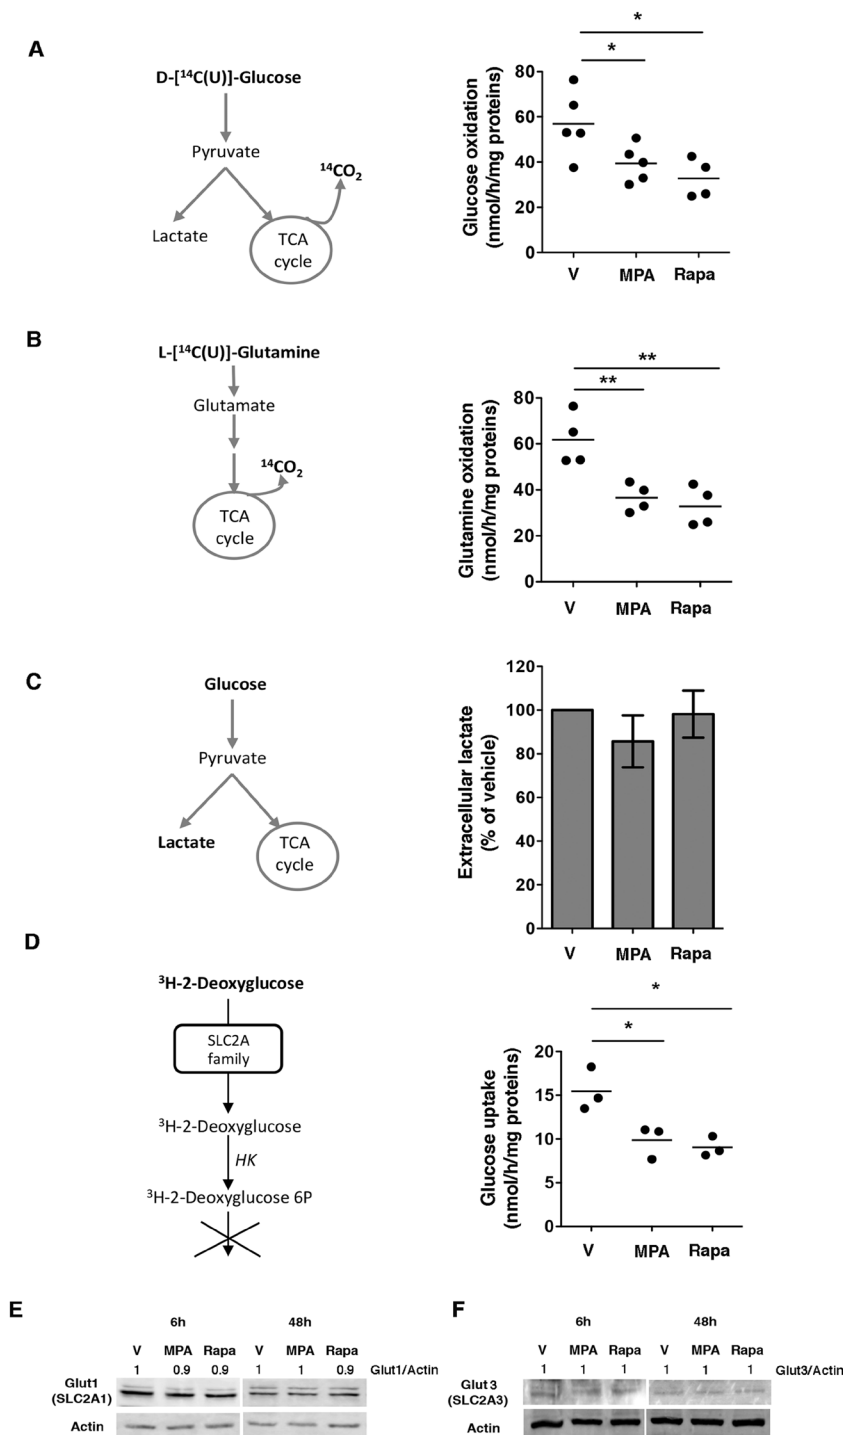 A
D-[¹⁴C(U)]-Glucose
Pyruvate
¹⁴CO₂
Lactate
TCA
cycle
*
*
Glucose oxidation
(nmol/h/mg proteins)
80
60
40
20
0
V MPA Rapa
B
L-[¹⁴C(U)]-Glutamine
Glutamate
¹⁴CO₂
TCA
cycle
**
**
Glutamine oxidation
(nmol/h/mg proteins)
80
60
40
20
0
V MPA Rapa
C
Glucose
Pyruvate
Lactate
TCA
cycle
Extracellular lactate
(% of vehicle)
120
100
80
60
40
20
0
V MPA Rapa
D
³H-2-Deoxyglucose
SLC2A
family
³H-2-Deoxyglucose
HK
³H-2-Deoxyglucose 6P
*
*
Glucose uptake
(nmol/h/mg proteins)
20
15
10
5
0
V MPA Rapa
E
6h 48h
V MPA Rapa V MPA Rapa
1 0.9 0.9 1 1 0.9 Glut1/Actin
Glut1
(SLC2A1)
Actin
F
6h 48h
V MPA Rapa V MPA Rapa
1 1 1 1 1 1 Glut3/Actin
Glut 3
(SLC2A3)
Actin